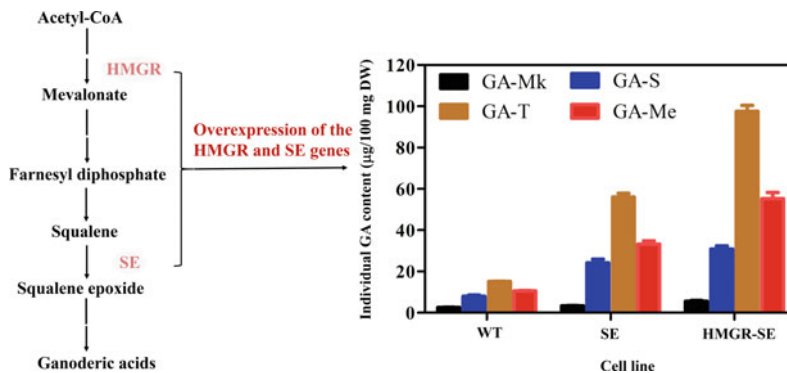 Acetyl-CoA
HMGR
Mevalonate
Overexpression of the
HMGR and SE genes
Farnesyl diphosphate
Squalene
SE
Squalene epoxide
Ganoderic acids
Individual GA content (μg/100 mg DW)
120
100
80
60
40
20
0
GA-Mk
GA-S
GA-T
GA-Me
WT
SE
HMGR-SE
Cell line